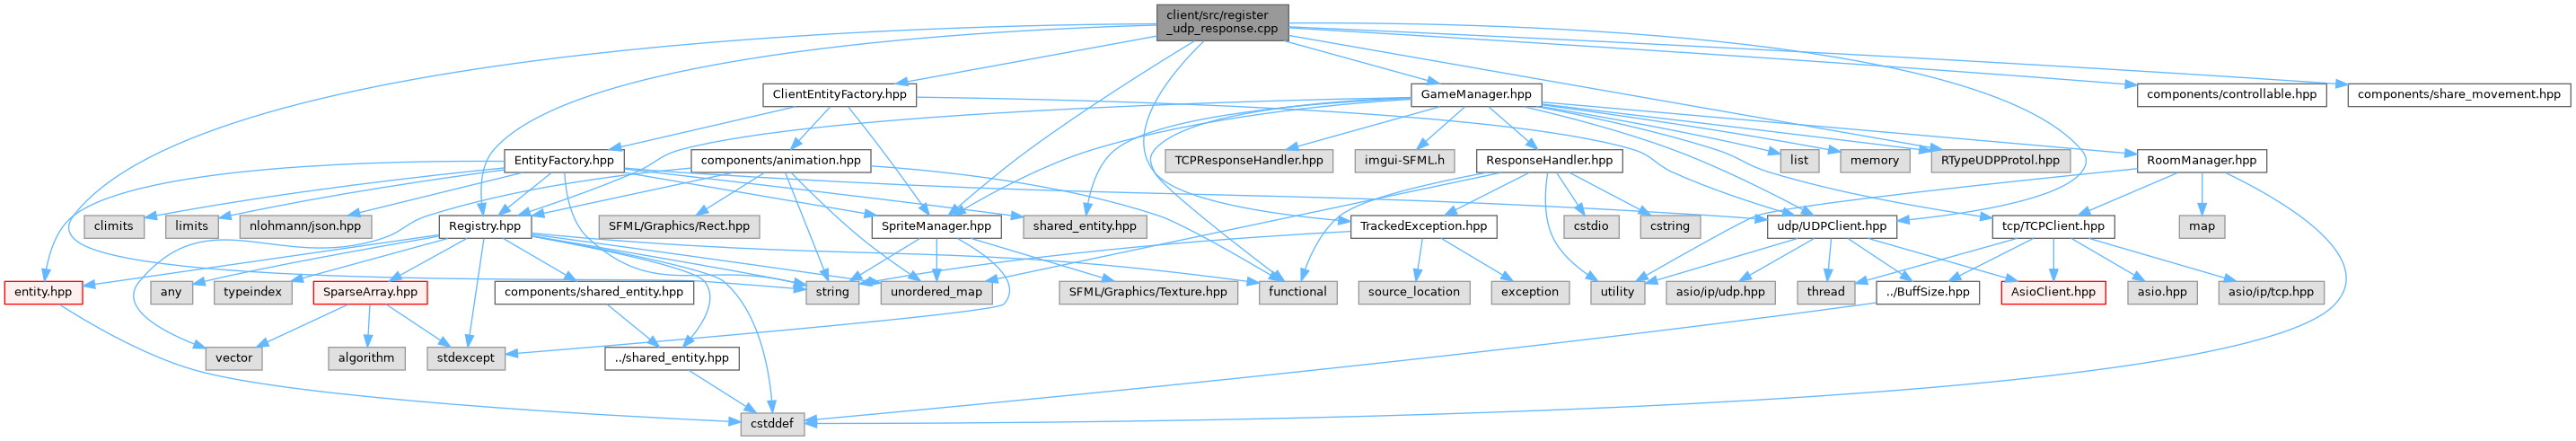 client/src/register
_udp_response.cpp
ClientEntityFactory.hpp
GameManager.hpp
components/controllable.hpp
components/share_movement.hpp
EntityFactory.hpp
components/animation.hpp
TCPResponseHandler.hpp
imgui-SFML.h
ResponseHandler.hpp
list
memory
RTypeUDPProtol.hpp
RoomManager.hpp
climits
limits
nlohmann/json.hpp
Registry.hpp
SFML/Graphics/Rect.hpp
SpriteManager.hpp
shared_entity.hpp
TrackedException.hpp
cstdio
cstring
udp/UDPClient.hpp
tcp/TCPClient.hpp
map
entity.hpp
any
typeindex
SparseArray.hpp
components/shared_entity.hpp
string
unordered_map
SFML/Graphics/Texture.hpp
functional
source_location
exception
utility
asio/ip/udp.hpp
thread
../BuffSize.hpp
AsioClient.hpp
asio.hpp
asio/ip/tcp.hpp
vector
algorithm
stdexcept
../shared_entity.hpp
cstddef